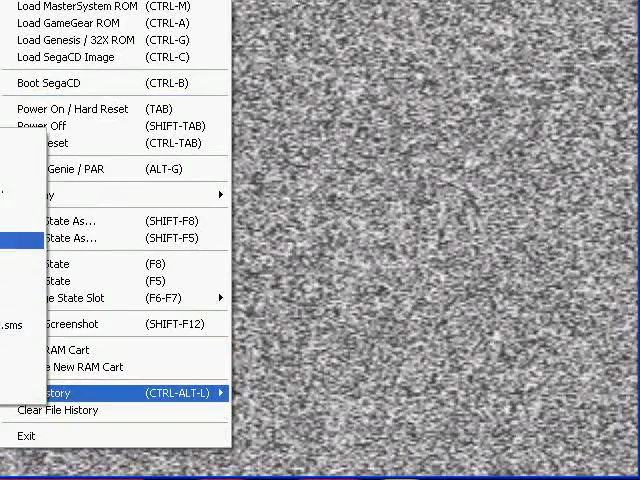 Load MasterSystem ROM (CTRL-M)
Load GameGear ROM (CTRL-A)
Load Genesis / 32X ROM (CTRL-G)
Load SegaCD Image (CTRL-C)
Boot SegaCD (CTRL-B)
Power On / Hard Reset (TAB)
Power Off (SHIFT-TAB)
eset (CTRL-TAB)
Genie / PAR (ALT-G)
ay
State As... (SHIFT-F8)
State As... (SHIFT-F5)
State (F8)
State (F5)
ge State Slot (F6-F7)
.sms
Screenshot (SHIFT-F12)
RAM Cart
e New RAM Cart
story (CTRL-ALT-L)
Clear File History
Exit